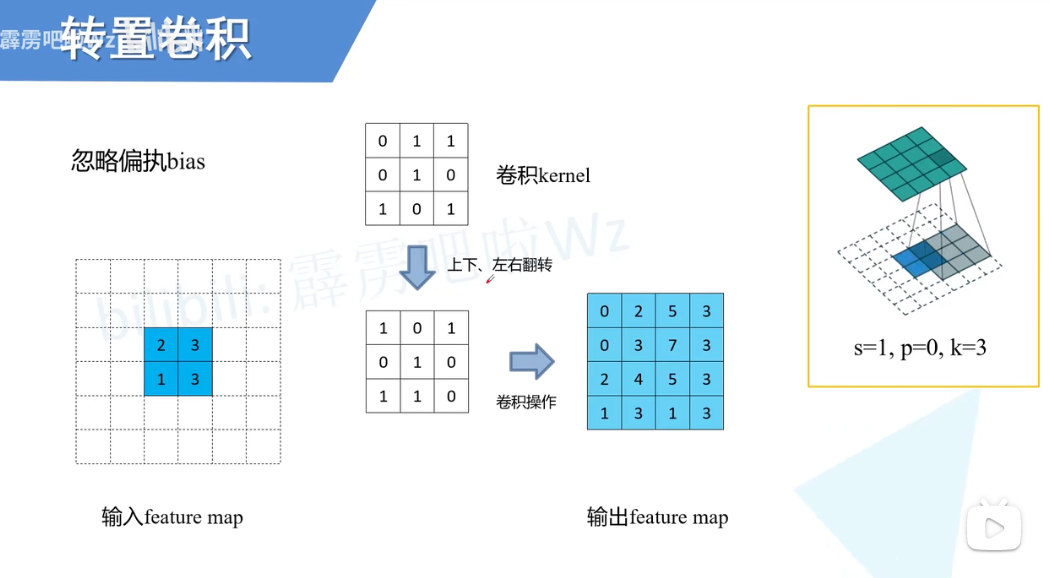 转置卷积
霹雳吧啦Wz
忽略偏执bias
0 1 1
0 1 0
1 0 1
卷积kernel
上下、左右翻转
bilibili: 霹雳吧啦Wz
2 3
1 3
1 0 1
0 1 0
1 1 0
卷积操作
0 2 5 3
0 3 7 3
2 4 5 3
1 3 1 3
s=1, p=0, k=3
输入feature map
输出feature map